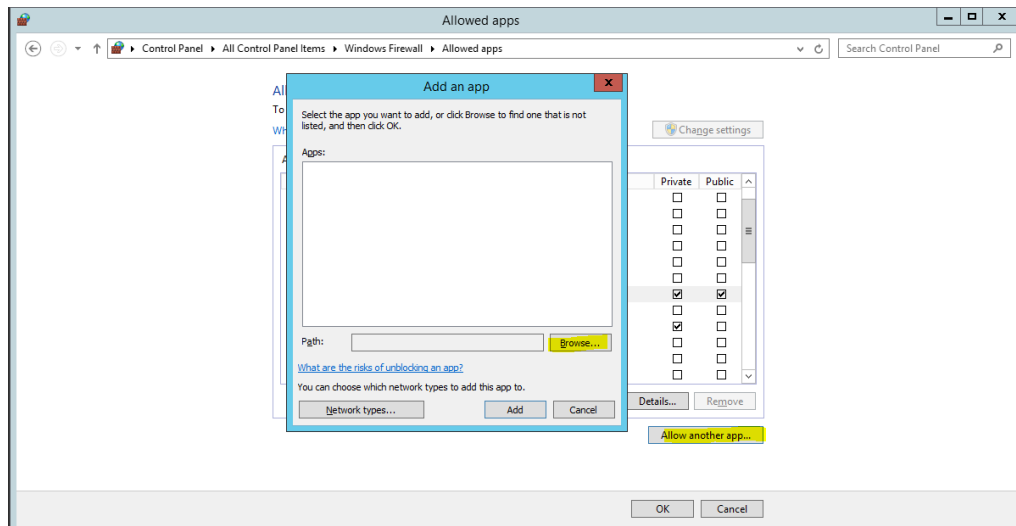 Allowed apps
Control Panel
All Control Panel Items
Windows Firewall
Allowed apps
Search Control Panel
Add an app
Select the app you want to add, or click Browse to find one that is not
listed, and then click OK.
Apps:
Path:
Browse...
What are the risks of unblocking an app?
You can choose which network types to add this app to.
Network types...
Add
Cancel
Change settings
Private
Public
Details...
Remove
Allow another app...
OK
Cancel